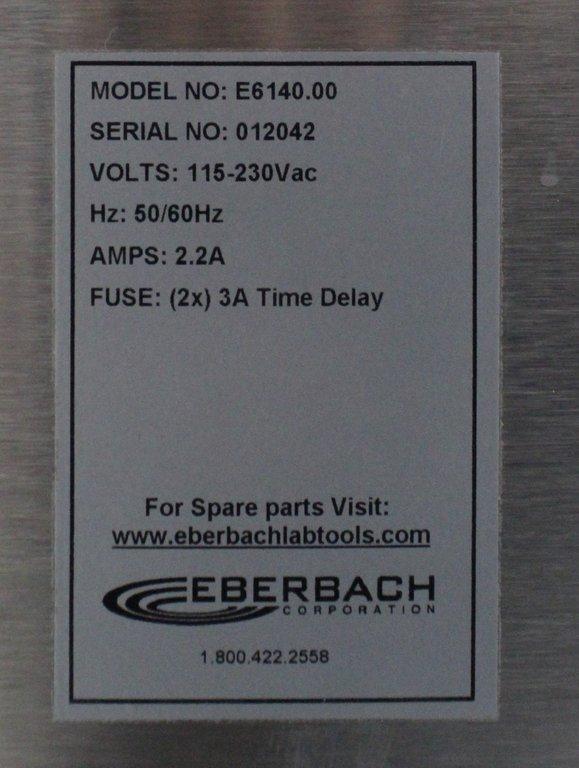 MODEL NO: E6140.00
SERIAL NO: 012042
VOLTS: 115-230Vac
Hz: 50/60Hz
AMPS: 2.2A
FUSE: (2x) 3A Time Delay
For Spare parts Visit:
www.eberbachlabtools.com
EBERBACH
CORPORATION
1.800.422.2558